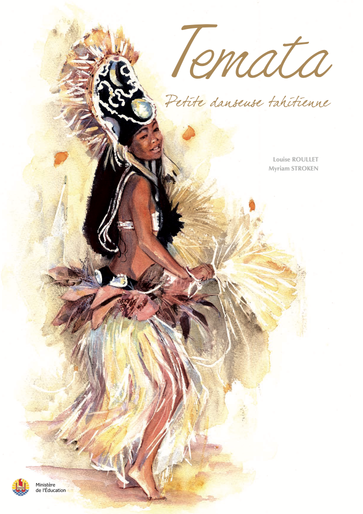 Temata
Petite danseuse tahitienne
Louise ROULLET
Myriam STROKEN
Ministère
de l'Éducation